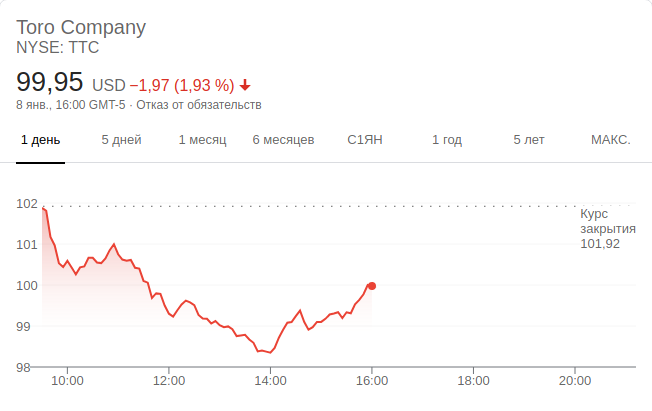 Toro Company
NYSE: TTC
99,95 USD −1,97 (1,93 %)
8 янв., 16:00 GMT-5 · Отказ от обязательств
1 день 5 дней 1 месяц 6 месяцев С1ЯН 1 год 5 лет МАКС.
102
101
100
99
98
Курс
закрытия
101,92
10:00 12:00 14:00 16:00 18:00 20:00